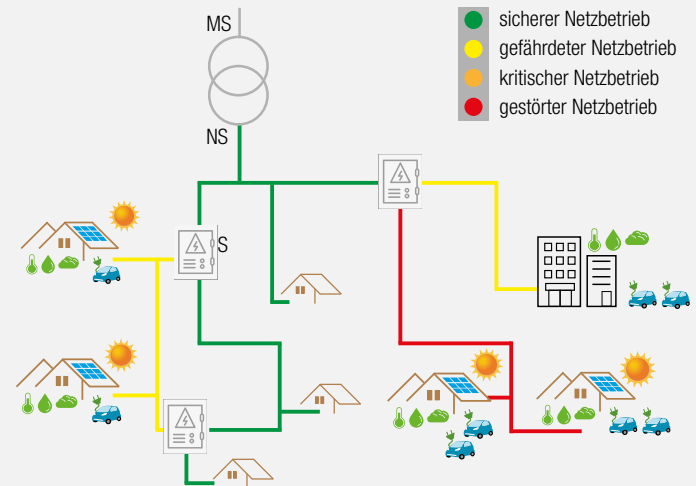 MS
NS
sicherer Netzbetrieb
gefährdeter Netzbetrieb
kritischer Netzbetrieb
gestörter Netzbetrieb
S